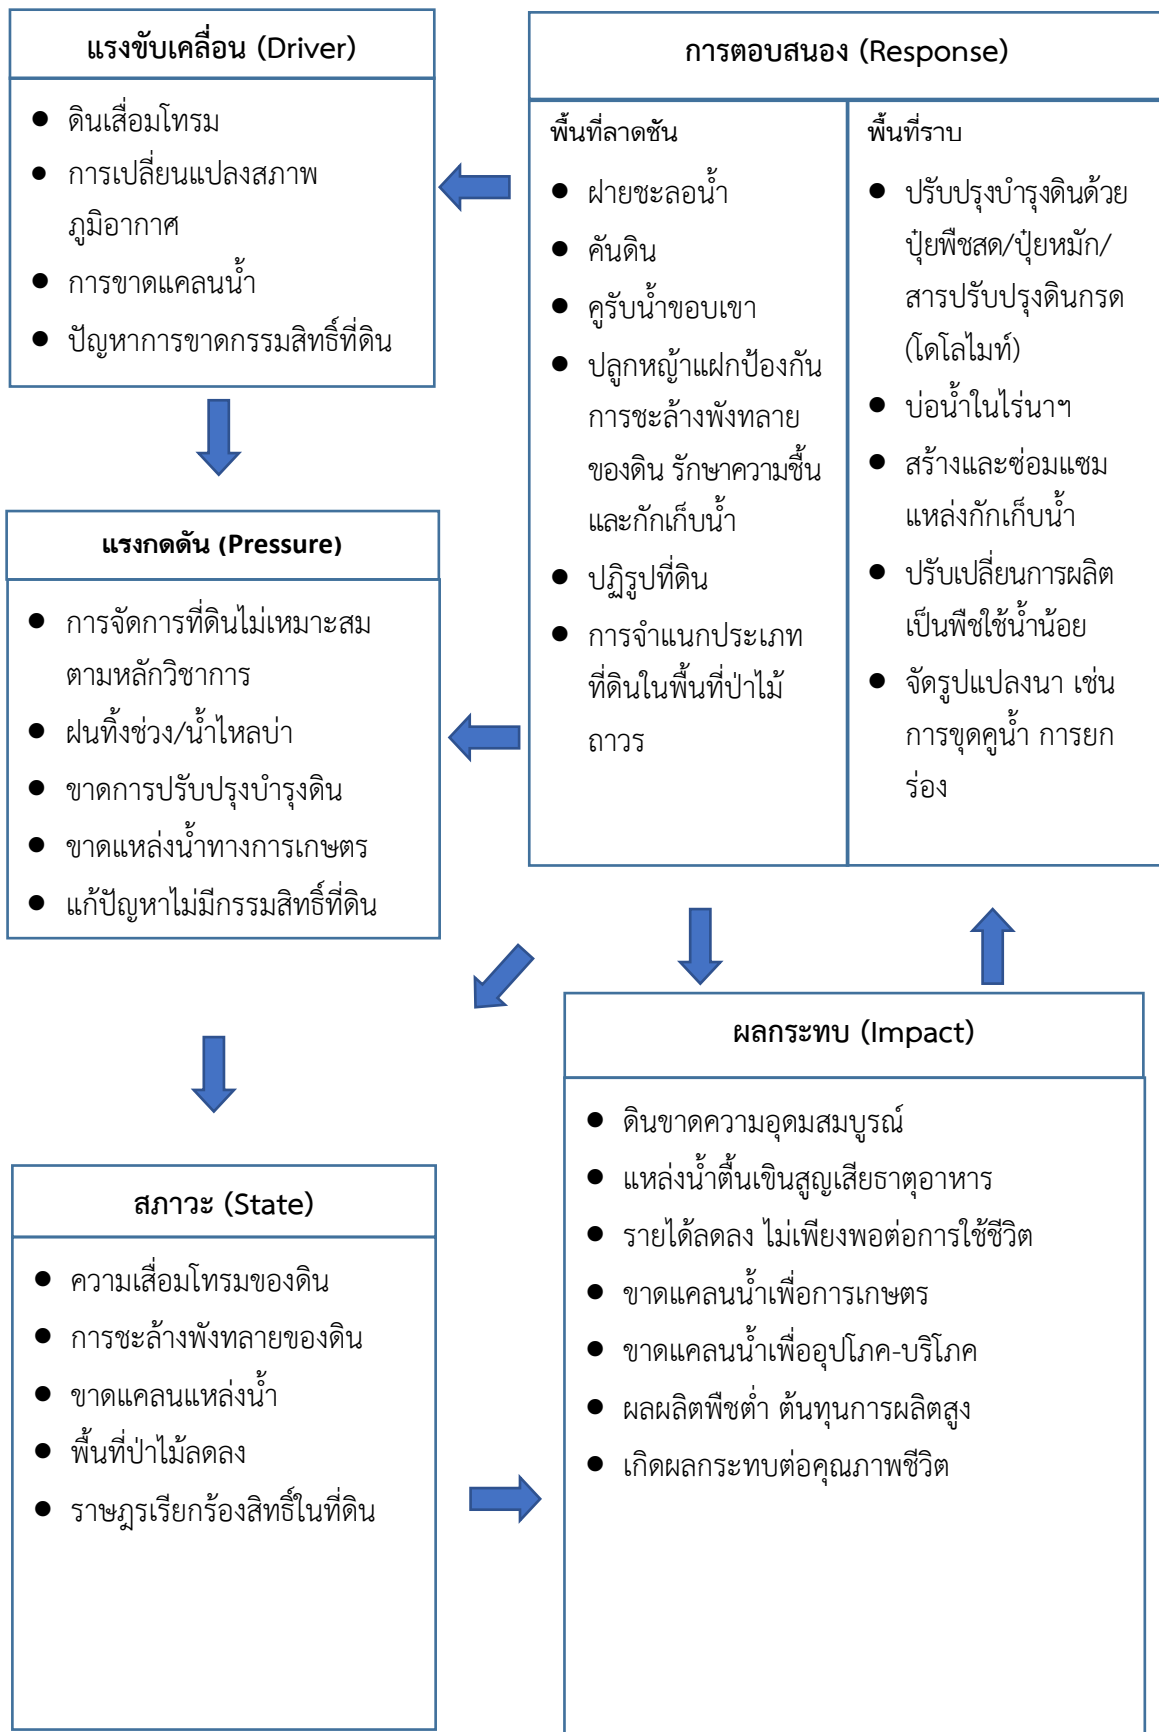 แรงขับเคลื่อน (Driver)
● ดินเสื่อมโทรม
● การเปลี่ยนแปลงสภาพ
ภูมิอากาศ
● การขาดแคลนน้ำ
● ปัญหาการขาดกรรมสิทธิ์ที่ดิน
การตอบสนอง (Response)
พื้นที่ลาดชัน
● ฝายชะลอน้ำ
● คันดิน
● คูรับน้ำขอบเขา
● ปลูกหญ้าแฝกป้องกัน
การชะล้างพังทลาย
ของดิน รักษาความชื้น
และกักเก็บน้ำ
● ปฏิรูปที่ดิน
● การจำแนกประเภท
ที่ดินในพื้นที่ป่าไม้
ถาวร
พื้นที่ราบ
● ปรับปรุงบำรุงดินด้วย
ปุ๋ยพืชสด/ปุ๋ยหมัก/
สารปรับปรุงดินกรด
(โดโลไมท์)
● บ่อน้ำในไร่นาฯ
● สร้างและซ่อมแซม
แหล่งกักเก็บน้ำ
● ปรับเปลี่ยนการผลิต
เป็นพืชใช้น้ำน้อย
● จัดรูปแปลงนา เช่น
การขุดคูน้ำ การยก
ร่อง
แรงกดดัน (Pressure)
● การจัดการที่ดินไม่เหมาะสม
ตามหลักวิชาการ
● ฝนทิ้งช่วง/น้ำไหลบ่า
● ขาดการปรับปรุงบำรุงดิน
● ขาดแหล่งน้ำทางการเกษตร
● แก้ปัญหาไม่มีกรรมสิทธิ์ที่ดิน
สภาวะ (State)
● ความเสื่อมโทรมของดิน
● การชะล้างพังทลายของดิน
● ขาดแคลนแหล่งน้ำ
● พื้นที่ป่าไม้ลดลง
● ราษฎรเรียกร้องสิทธิ์ในที่ดิน
ผลกระทบ (Impact)
● ดินขาดความอุดมสมบูรณ์
● แหล่งน้ำตื้นเขินสูญเสียธาตุอาหาร
● รายได้ลดลง ไม่เพียงพอต่อการใช้ชีวิต
● ขาดแคลนน้ำเพื่อการเกษตร
● ขาดแคลนน้ำเพื่ออุปโภค-บริโภค
● ผลผลิตพืชต่ำ ต้นทุนการผลิตสูง
● เกิดผลกระทบต่อคุณภาพชีวิต